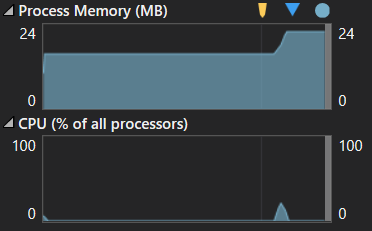 Process Memory (MB)
24 24
0 0
CPU (% of all processors)
100 100
0 0